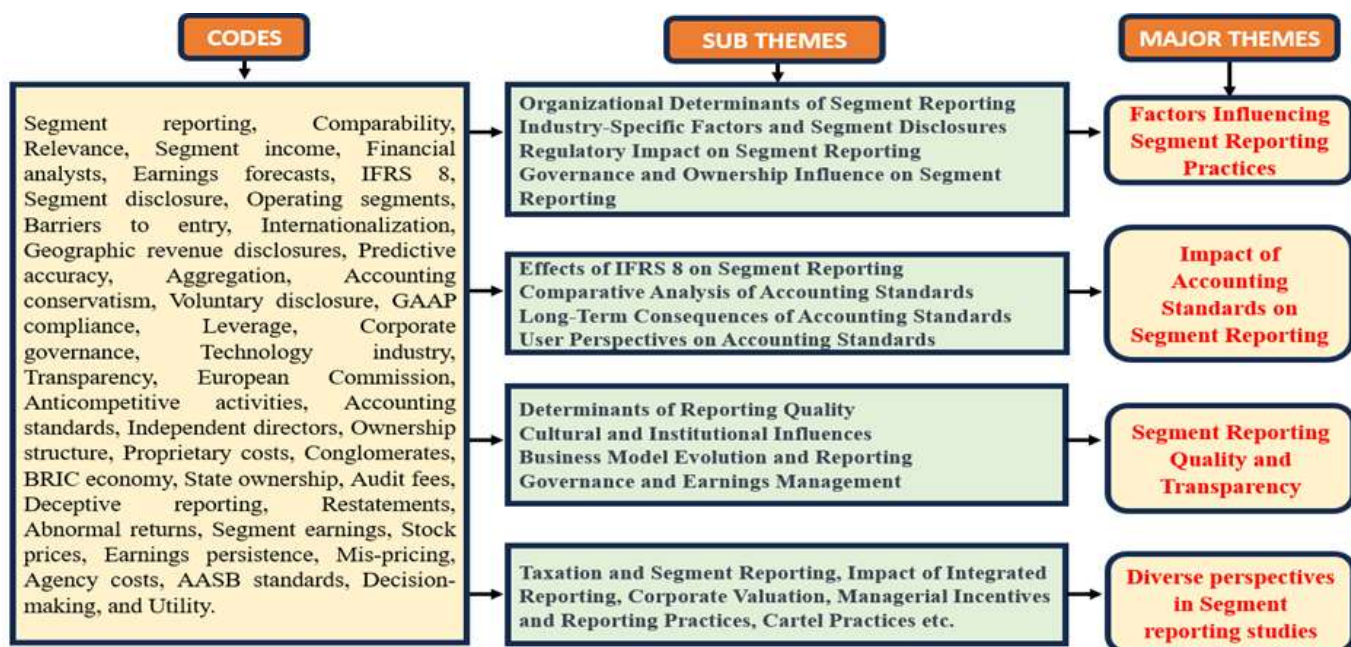 CODES
SUB THEMES
MAJOR THEMES
Segment reporting, Comparability,
Relevance, Segment income, Financial
analysts, Earnings forecasts, IFRS 8,
Segment disclosure, Operating segments,
Barriers to entry, Internationalization,
Geographic revenue disclosures, Predictive
accuracy, Aggregation, Accounting
conservatism, Voluntary disclosure, GAAP
compliance, Leverage, Corporate
governance, Technology industry,
Transparency, European Commission,
Anticompetitive activities, Accounting
standards, Independent directors, Ownership
structure, Proprietary costs, Conglomerates,
BRIC economy, State ownership, Audit fees,
Deceptive reporting, Restatements,
Abnormal returns, Segment earnings, Stock
prices, Earnings persistence, Mis-pricing,
Agency costs, AASB standards, Decision-
making, and Utility.
Organizational Determinants of Segment Reporting
Industry-Specific Factors and Segment Disclosures
Regulatory Impact on Segment Reporting
Governance and Ownership Influence on Segment
Reporting
Factors Influencing
Segment Reporting
Practices
Effects of IFRS 8 on Segment Reporting
Comparative Analysis of Accounting Standards
Long-Term Consequences of Accounting Standards
User Perspectives on Accounting Standards
Impact of
Accounting
Standards on
Segment Reporting
Determinants of Reporting Quality
Cultural and Institutional Influences
Business Model Evolution and Reporting
Governance and Earnings Management
Segment Reporting
Quality and
Transparency
Taxation and Segment Reporting, Impact of Integrated
Reporting, Corporate Valuation, Managerial Incentives
and Reporting Practices, Cartel Practices etc.
Diverse perspectives
in Segment
reporting studies